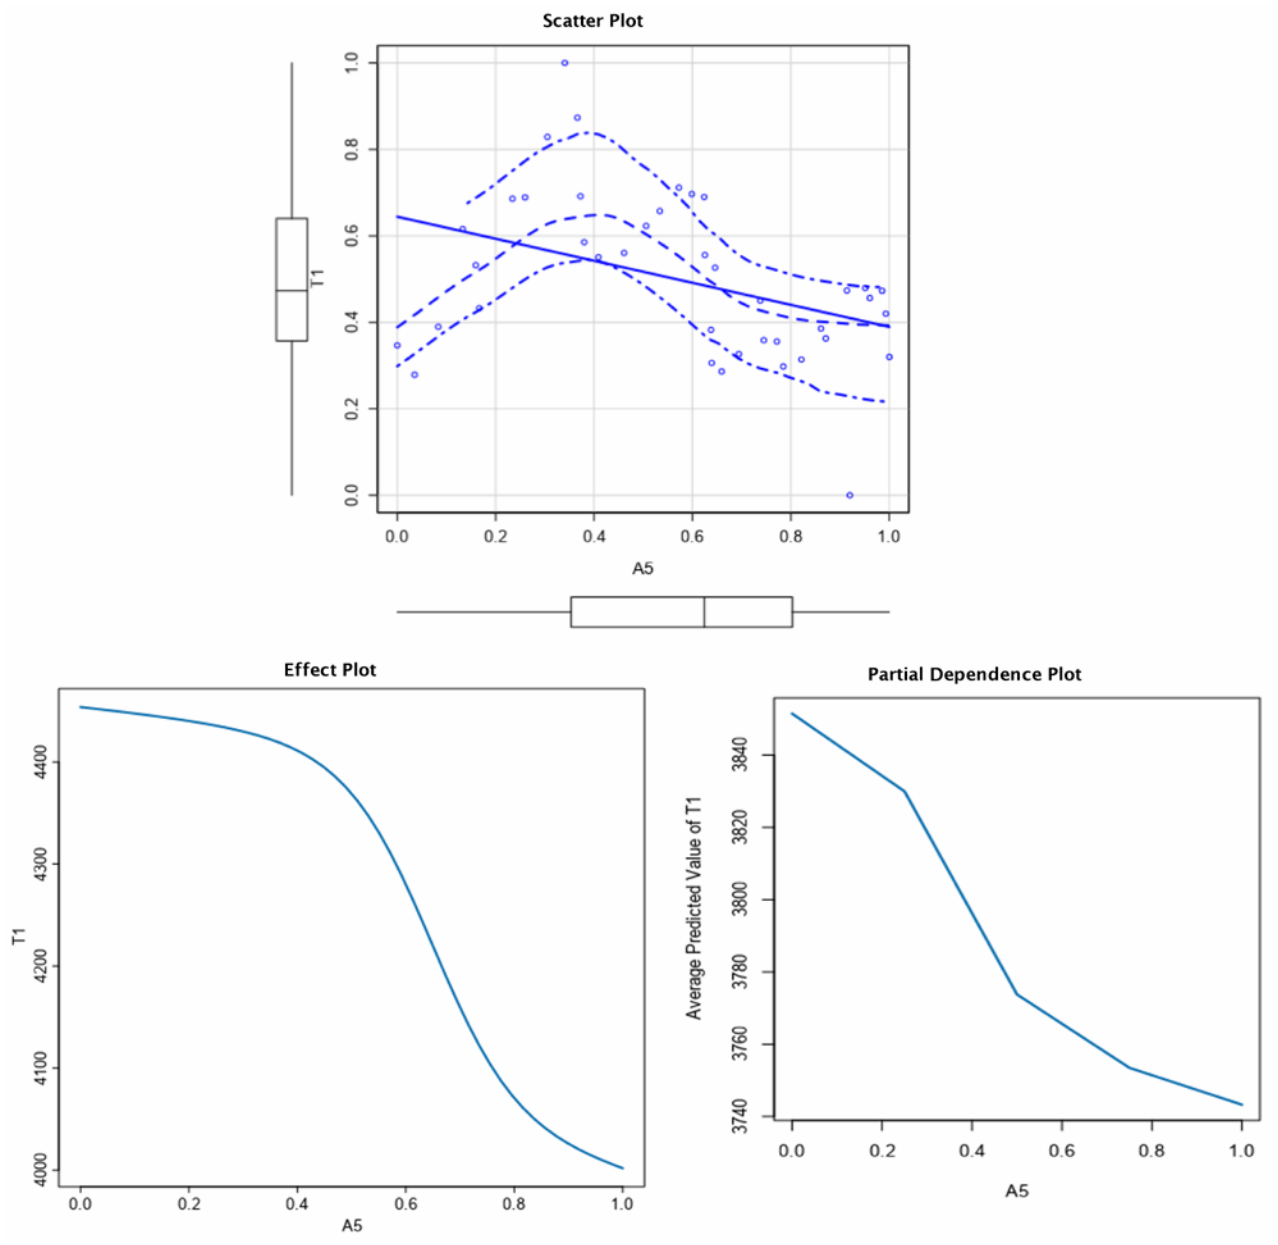 Scatter Plot
1.0
0.8
0.6
0.4
0.2
0.0
T1
0.0 0.2 0.4 0.6 0.8 1.0
A5
Effect Plot
4400
4300
4200
4100
4000
T1
0.0 0.2 0.4 0.6 0.8 1.0
A5
Partial Dependence Plot
3840
3820
3800
3780
3760
3740
Average Predicted Value of T1
0.0 0.2 0.4 0.6 0.8 1.0
A5